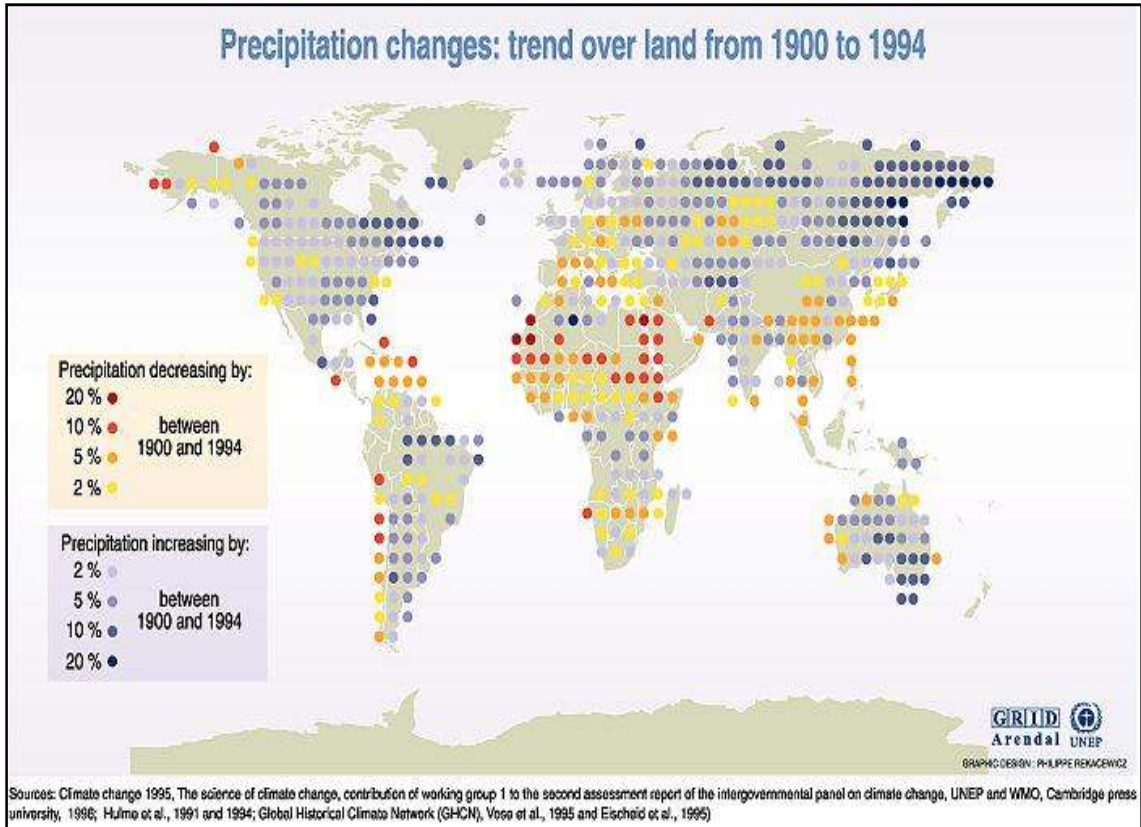 Precipitation changes: trend over land from 1900 to 1994
Precipitation decreasing by:
20 %
10 %
5 %
2 %
between
1900 and 1994
Precipitation increasing by:
2 %
5 %
10 %
20 %
between
1900 and 1994
GRID
Arendal
UNEP
GRAPHIC DESIGN : PHILIPPE REKACEWICZ
Sources: Climate change 1995, The science of climate change, contribution of working group 1 to the second assessment report of the intergovernmental panel on climate change, UNEP and WMO, Cambridge press
university, 1996; Hulme et al., 1991 and 1994; Global Historical Climate Network (GHCN), Vose et al., 1995 and Eischeid et al., 1995)